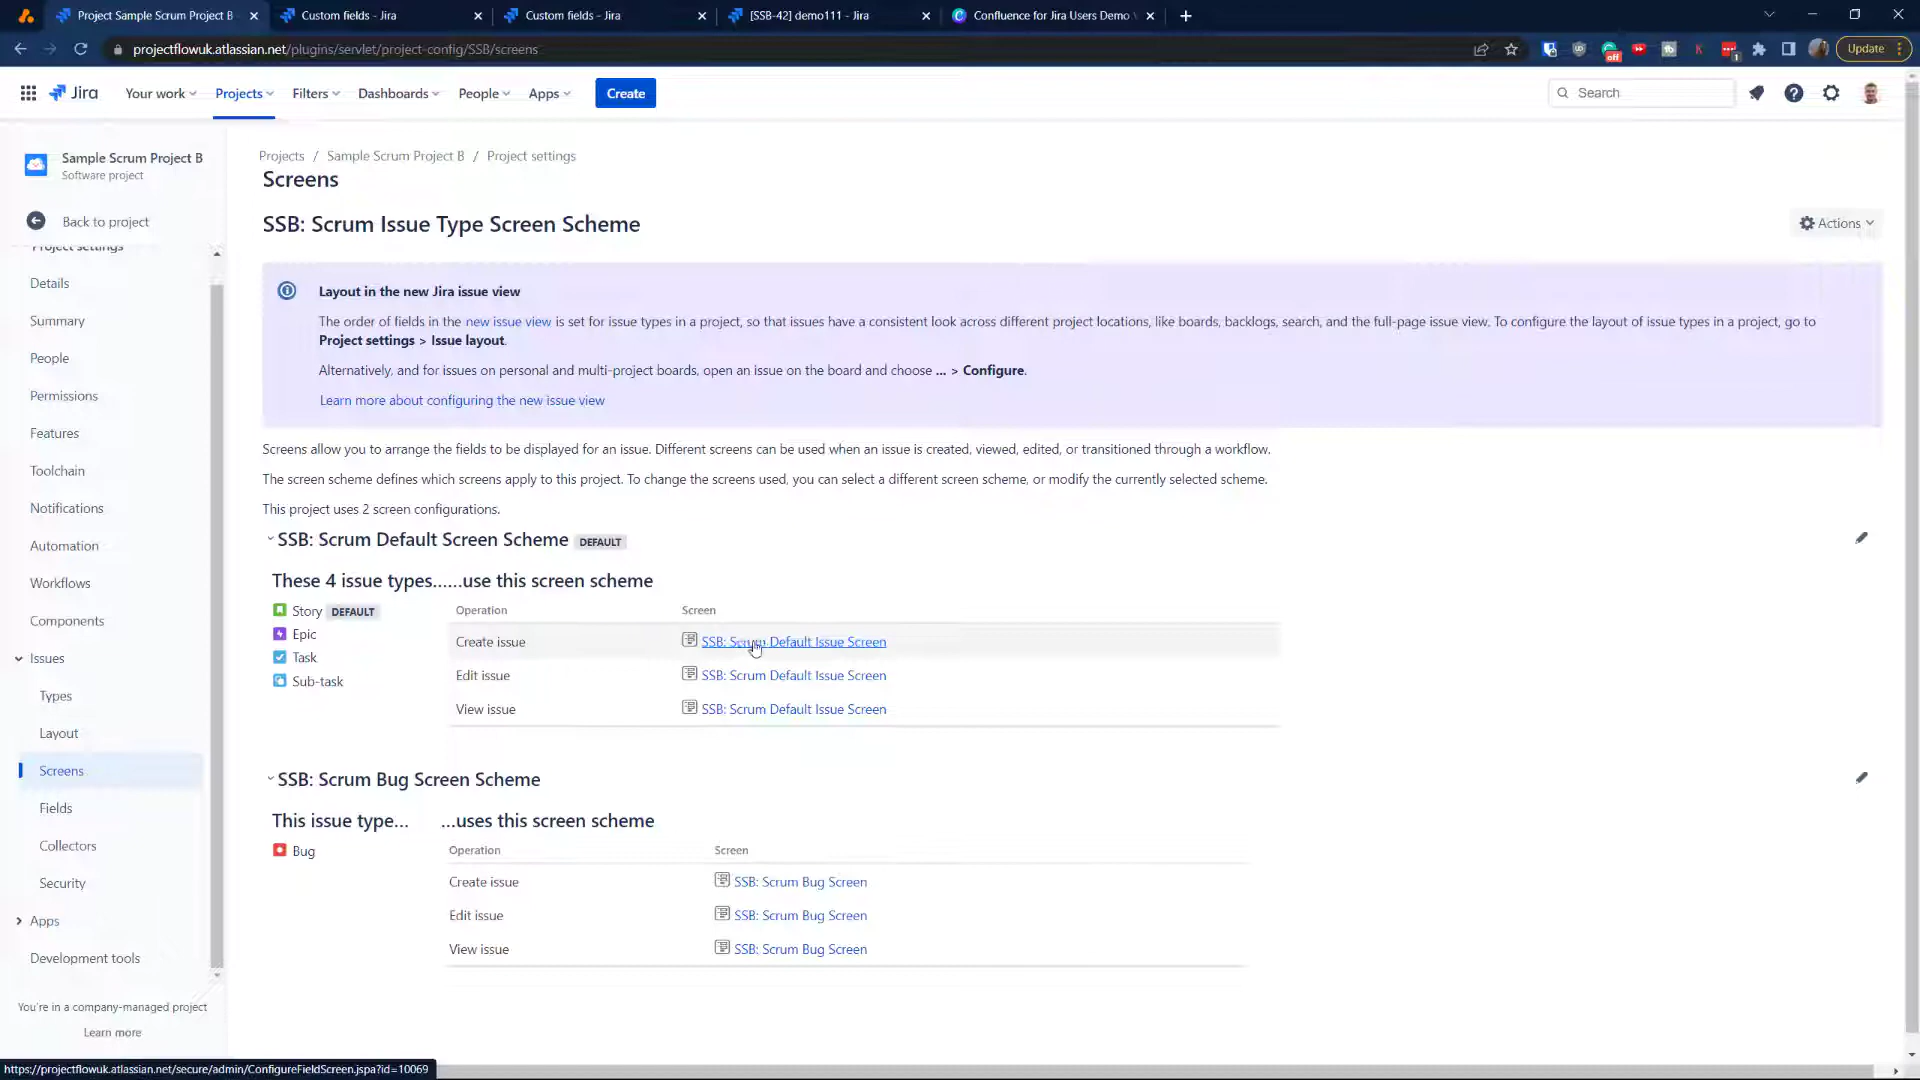 Project Sample Scrum Project B
Custom fields - Jira
Custom fields - Jira
[SSB-42] demo111 - Jira
Confluence for Jira Users Demo
projectflowuk.atlassian.net/plugins/servlet/project-config/SSB/screens
off
1
Update
Jira
Your work
Projects
Filters
Dashboards
People
Apps
Create
Search
Sample Scrum Project B
Software project
Back to project
Project settings
Details
Summary
People
Permissions
Features
Toolchain
Notifications
Automation
Workflows
Components
Issues
Types
Layout
Screens
Fields
Collectors
Security
Apps
Development tools
You're in a company-managed project
Learn more
Projects / Sample Scrum Project B / Project settings
Screens
SSB: Scrum Issue Type Screen Scheme
Actions
Layout in the new Jira issue view
The order of fields in the new issue view is set for issue types in a project, so that issues have a consistent look across different project locations, like boards, backlogs, search, and the full-page issue view. To configure the layout of issue types in a project, go to
Project settings > Issue layout.
Alternatively, and for issues on personal and multi-project boards, open an issue on the board and choose ... > Configure.
Learn more about configuring the new issue view
Screens allow you to arrange the fields to be displayed for an issue. Different screens can be used when an issue is created, viewed, edited, or transitioned through a workflow.
The screen scheme defines which screens apply to this project. To change the screens used, you can select a different screen scheme, or modify the currently selected scheme.
This project uses 2 screen configurations.
SSB: Scrum Default Screen Scheme DEFAULT
These 4 issue types... ...use this screen scheme
Story DEFAULT
Epic
Task
Sub-task
Operation Screen
Create issue SSB: Scrum Default Issue Screen
Edit issue SSB: Scrum Default Issue Screen
View issue SSB: Scrum Default Issue Screen
SSB: Scrum Bug Screen Scheme
This issue type... ...uses this screen scheme
Bug
Operation Screen
Create issue SSB: Scrum Bug Screen
Edit issue SSB: Scrum Bug Screen
View issue SSB: Scrum Bug Screen
https://projectflowuk.atlassian.net/secure/admin/ConfigureFieldScreen.jspa?id=10069